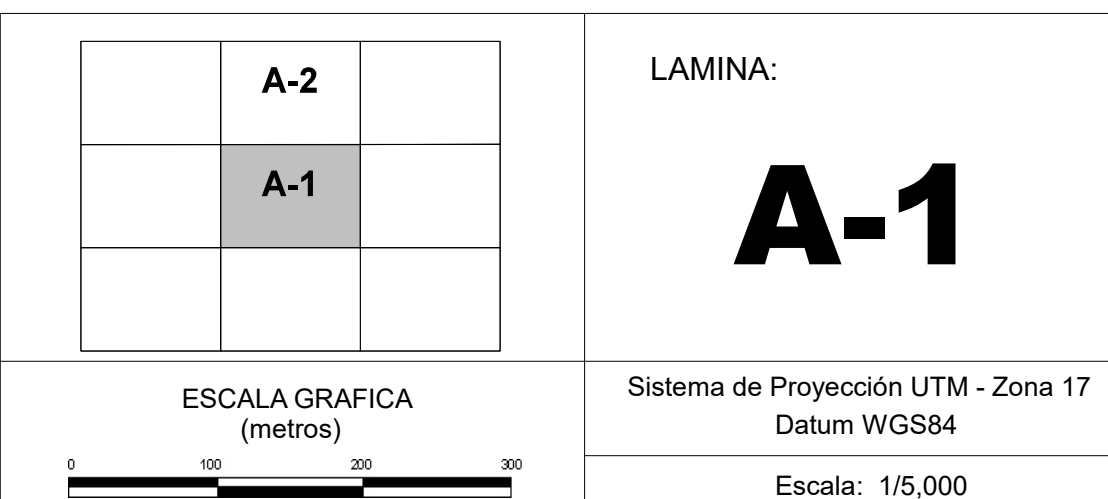 A-2
A-1
LAMINA:
A-1
ESCALA GRAFICA
(metros)
0 100 200 300
Sistema de Proyección UTM - Zona 17
Datum WGS84
Escala: 1/5,000